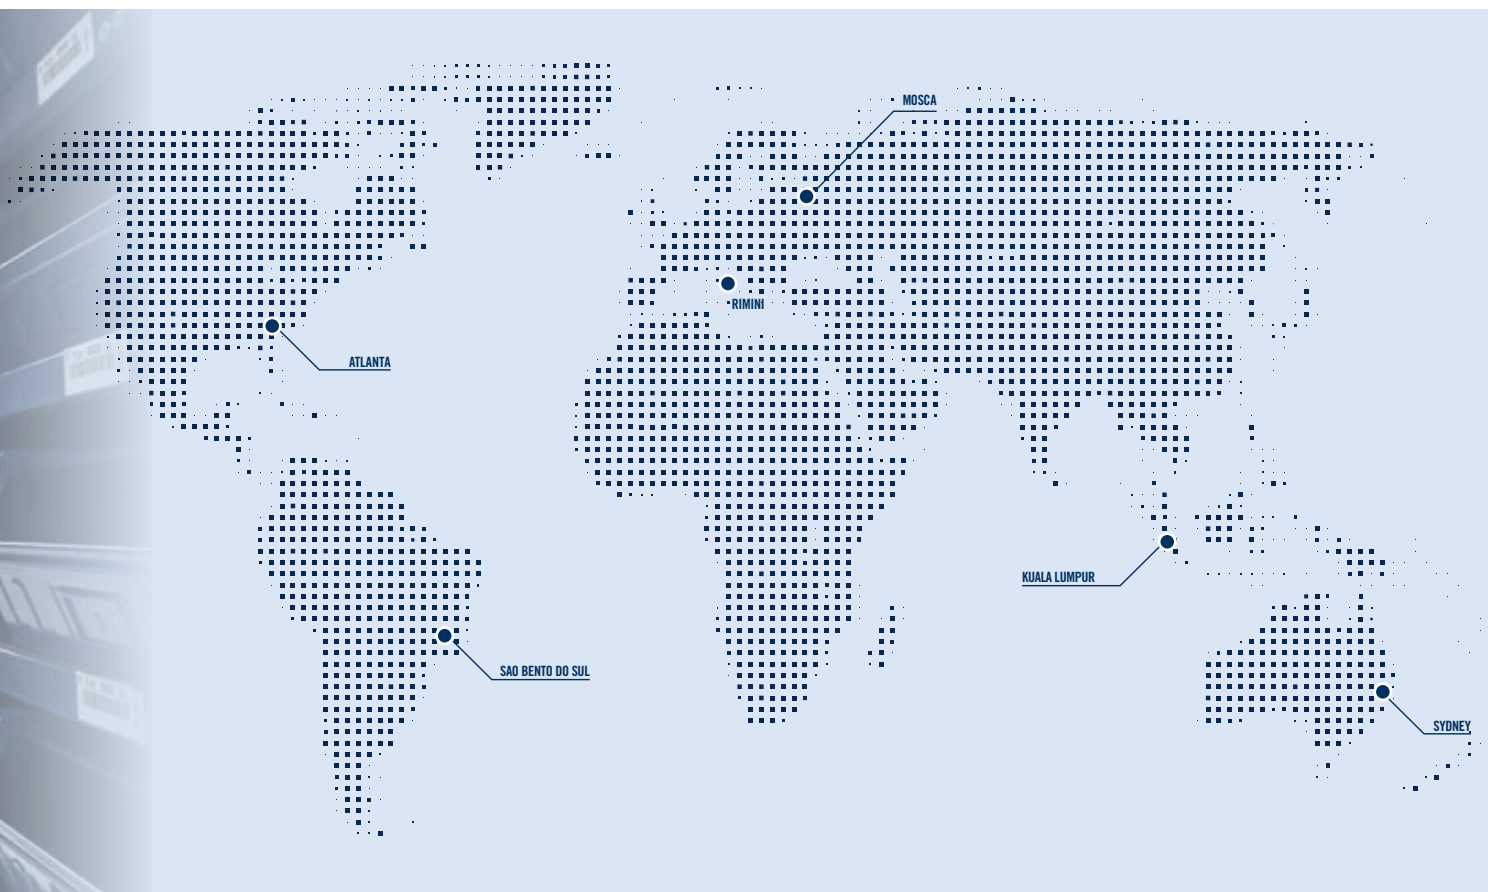 MOSCA
RIMINI
ATLANTA
KUALA LUMPUR
SAO BENTO DO SUL
SYDNEY